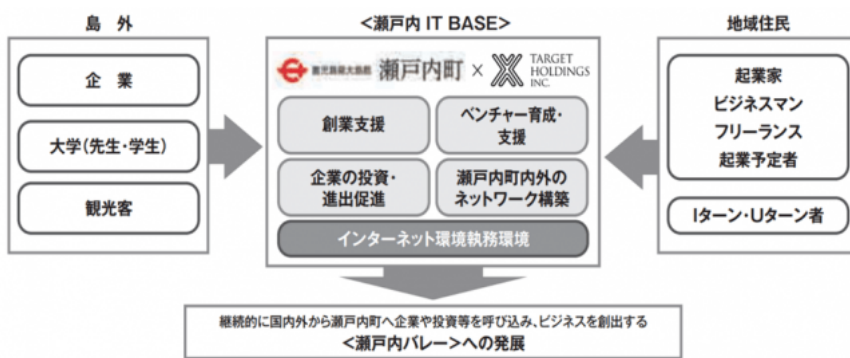 島 外
企 業
大学(先生・学生)
観光客
<瀬戸内 IT BASE>
瀬戸内町 × TARGET
HOLDINGS
INC.
創業支援
ベンチャー育成・
支援
企業の投資・
進出促進
瀬戸内町内外の
ネットワーク構築
インターネット環境執務環境
地域住民
起業家
ビジネスマン
フリーランス
起業予定者
Iターン・Uターン者
継続的に国内外から瀬戸内町へ企業や投資等を呼び込み、ビジネスを創出する
<瀬戸内バレー>への発展